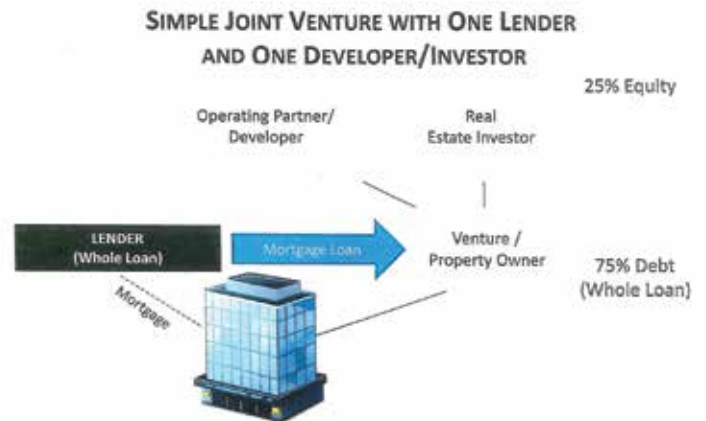 SIMPLE JOINT VENTURE WITH ONE LENDER
AND ONE DEVELOPER/INVESTOR
25% Equity
Operating Partner/
Developer
Real
Estate Investor
LENDER
(Whole Loan)
Mortgage Loan
Venture /
Property Owner
75% Debt
(Whole Loan)
Mortgage